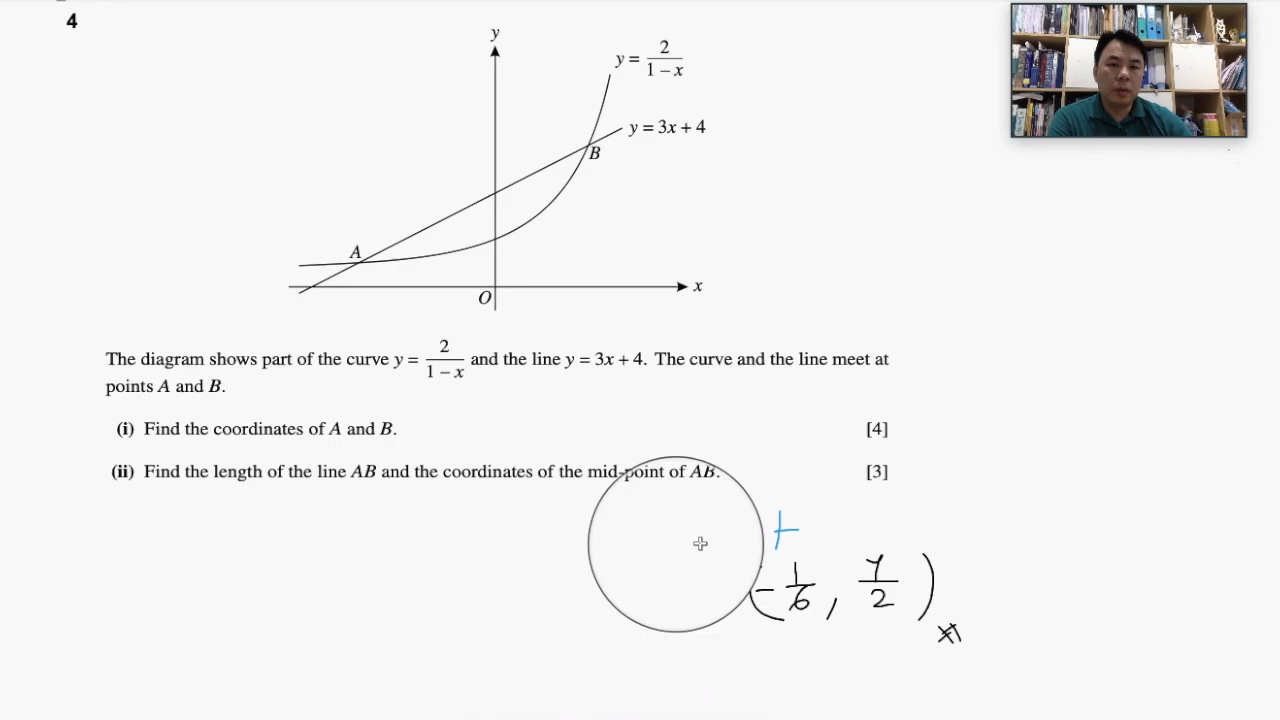 4
y
y = 2/(1 − x)
y = 3x + 4
B
A
O
x
The diagram shows part of the curve y = 2/(1 − x) and the line y = 3x + 4. The curve and the line meet at
points A and B.
(i) Find the coordinates of A and B. [4]
(ii) Find the length of the line AB and the coordinates of the mid-point of AB. [3]
(−1/6, 7/2)